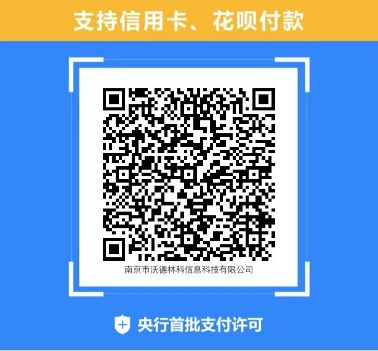 支持信用卡、花呗付款
南京市沃德林科信息科技有限公司
央行首批支付许可